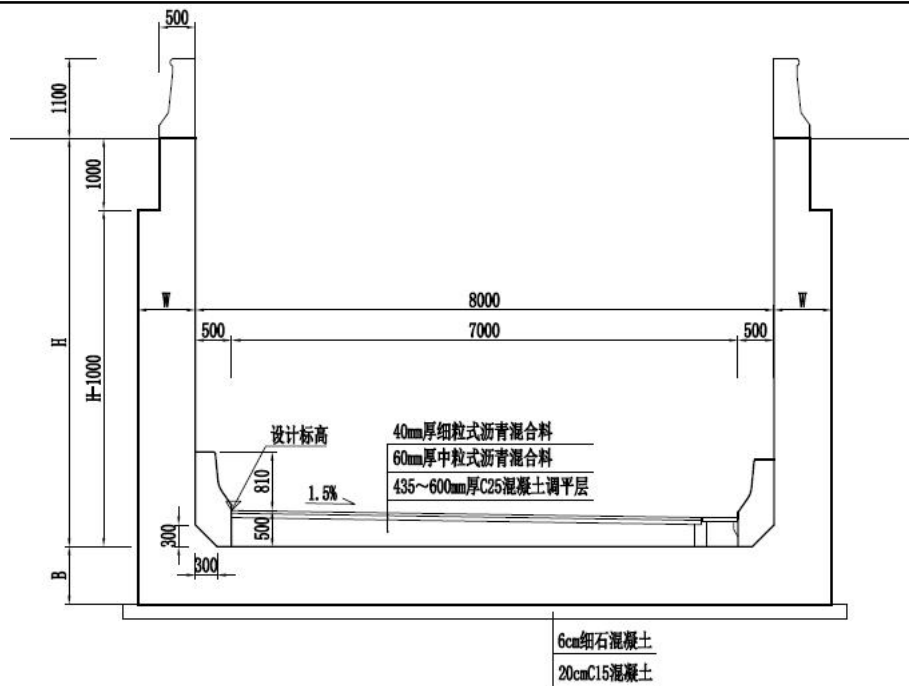 500
1100
1000
W
8000
W
500
7000
500
H
H-1000
设计标高
40mm厚细粒式沥青混合料
60mm厚中粒式沥青混合料
435～600mm厚C25混凝土调平层
810
1.5%
500
300
300
B
6cm细石混凝土
20cmC15混凝土